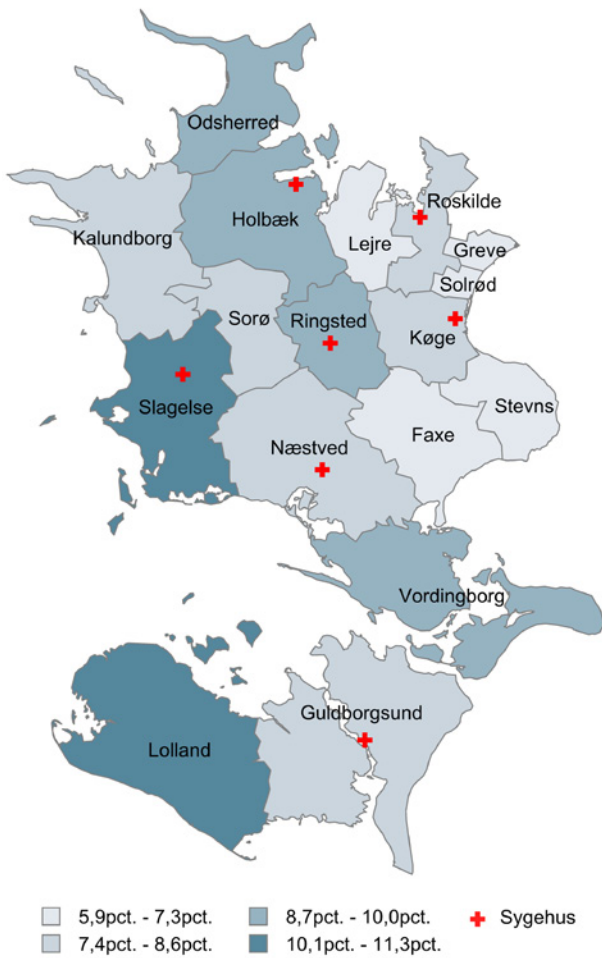 Odsherred
Roskilde
Holbæk
Kalundborg
Lejre
Greve
Solrød
Sorø
Ringsted
Køge
Slagelse
Stevns
Faxe
Næstved
Vordingborg
Guldborgsund
Lolland
5,9pct. - 7,3pct.
8,7pct. - 10,0pct.
Sygehus
7,4pct. - 8,6pct.
10,1pct. - 11,3pct.